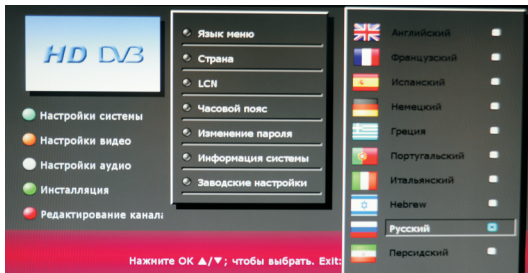 HD DVB
Настройки системы
Настройки видео
Настройки аудио
Инсталляция
Редактирование канала
Язык меню
Страна
LCN
Часовой пояс
Изменение пароля
Информация системы
Заводские настройки
Английский
Французский
Испанский
Немецкий
Греция
Португальский
Итальянский
Hebrew
Русский
Персидский
Нажмите OK ▲/▼; чтобы выбрать. Exit: